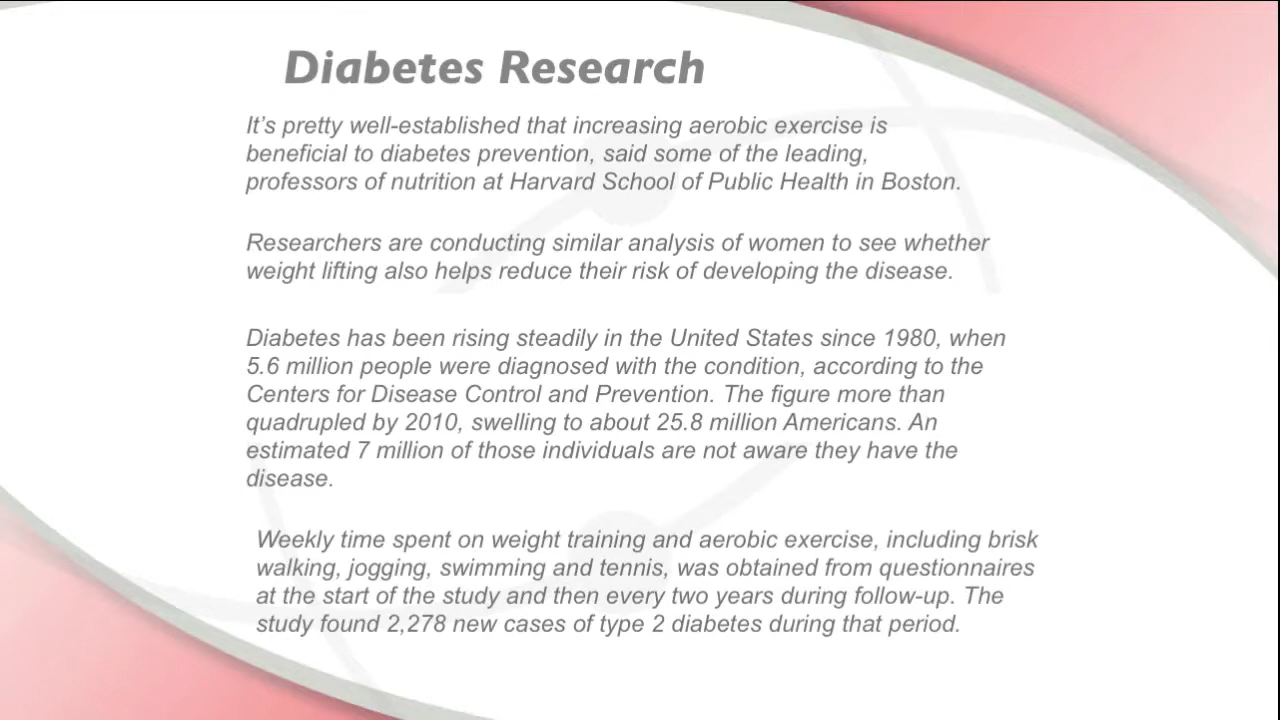 Diabetes Research
It’s pretty well-established that increasing aerobic exercise is
beneficial to diabetes prevention, said some of the leading,
professors of nutrition at Harvard School of Public Health in Boston.
Researchers are conducting similar analysis of women to see whether
weight lifting also helps reduce their risk of developing the disease.
Diabetes has been rising steadily in the United States since 1980, when
5.6 million people were diagnosed with the condition, according to the
Centers for Disease Control and Prevention. The figure more than
quadrupled by 2010, swelling to about 25.8 million Americans. An
estimated 7 million of those individuals are not aware they have the
disease.
Weekly time spent on weight training and aerobic exercise, including brisk
walking, jogging, swimming and tennis, was obtained from questionnaires
at the start of the study and then every two years during follow-up. The
study found 2,278 new cases of type 2 diabetes during that period.